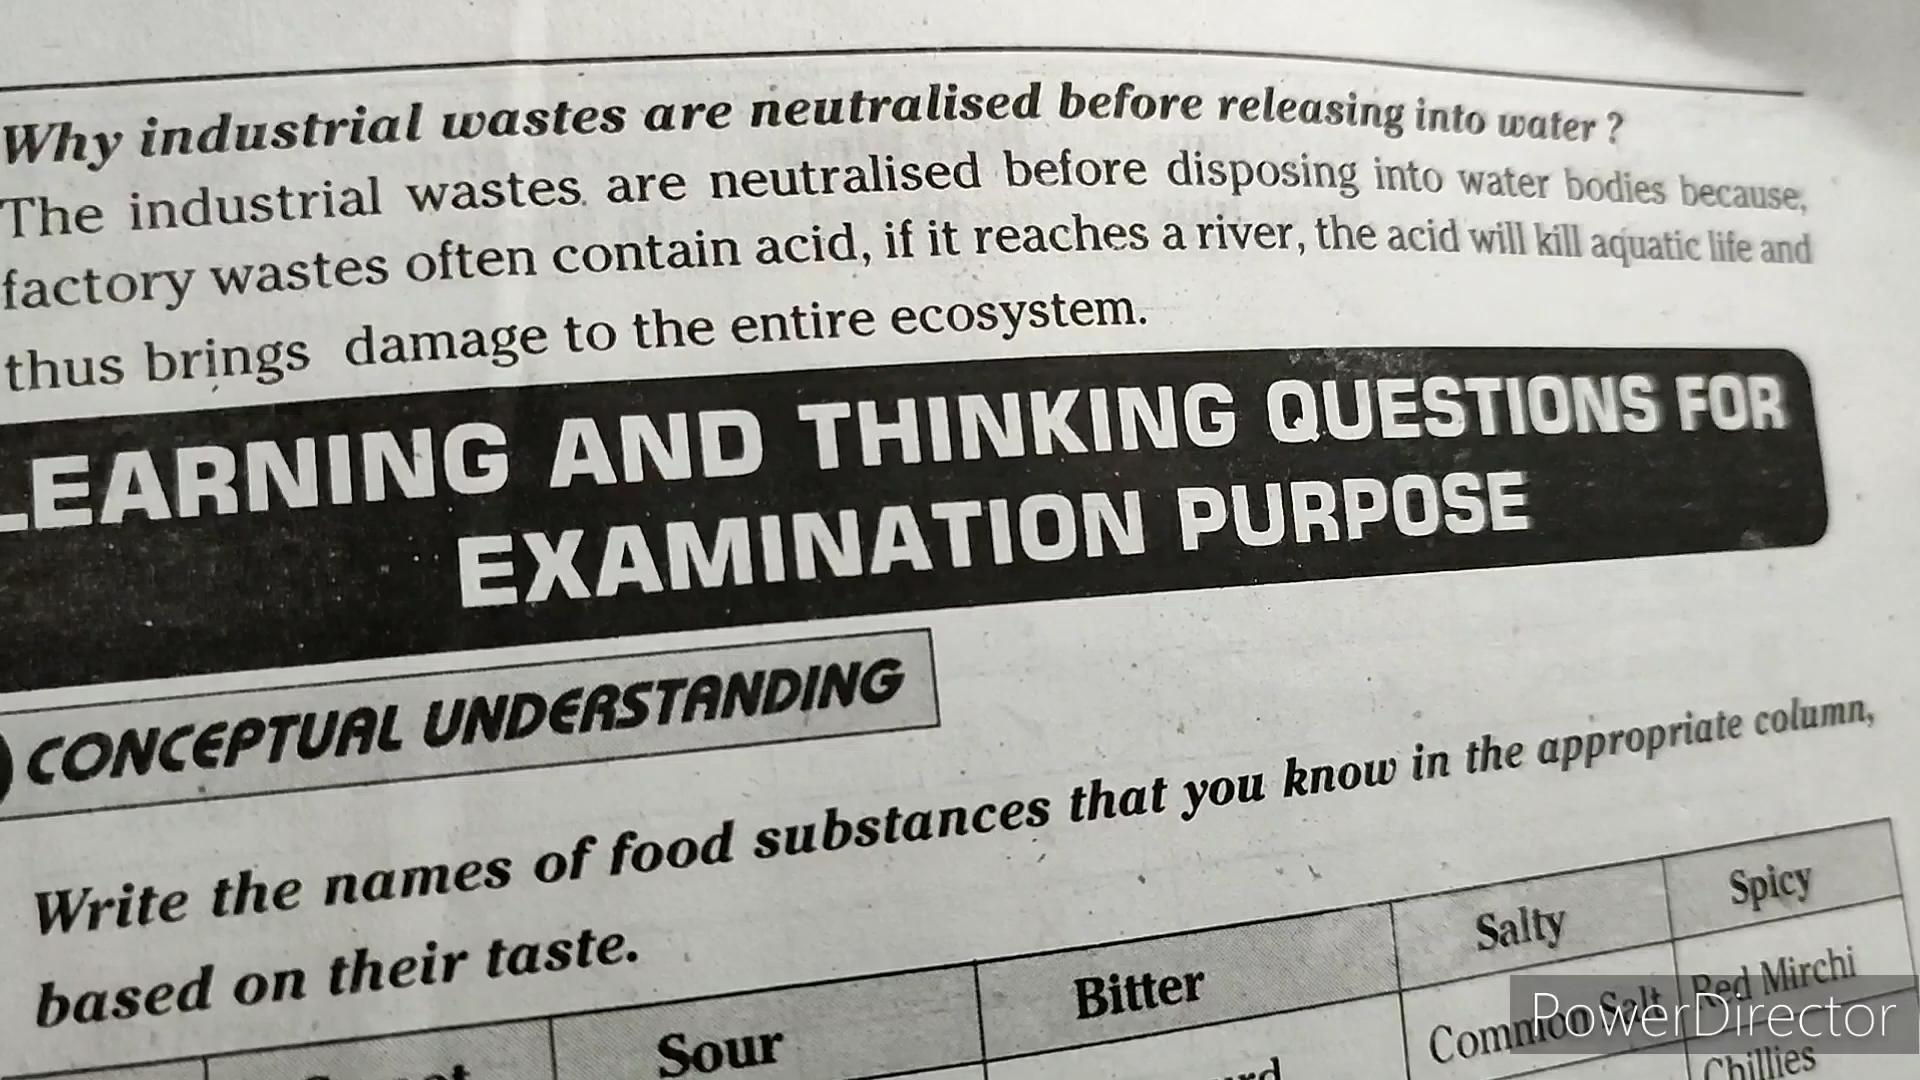 Why industrial wastes are neutralised before releasing into water ?
The industrial wastes are neutralised before disposing into water bodies because,
factory wastes often contain acid, if it reaches a river, the acid will kill aquatic life and
thus brings damage to the entire ecosystem.
LEARNING AND THINKING QUESTIONS FOR
EXAMINATION PURPOSE
CONCEPTUAL UNDERSTANDING
Write the names of food substances that you know in the appropriate column,
based on their taste.
Sour Bitter Salty Spicy
Common Salt Red Mirchi
Chillies
PowerDirector